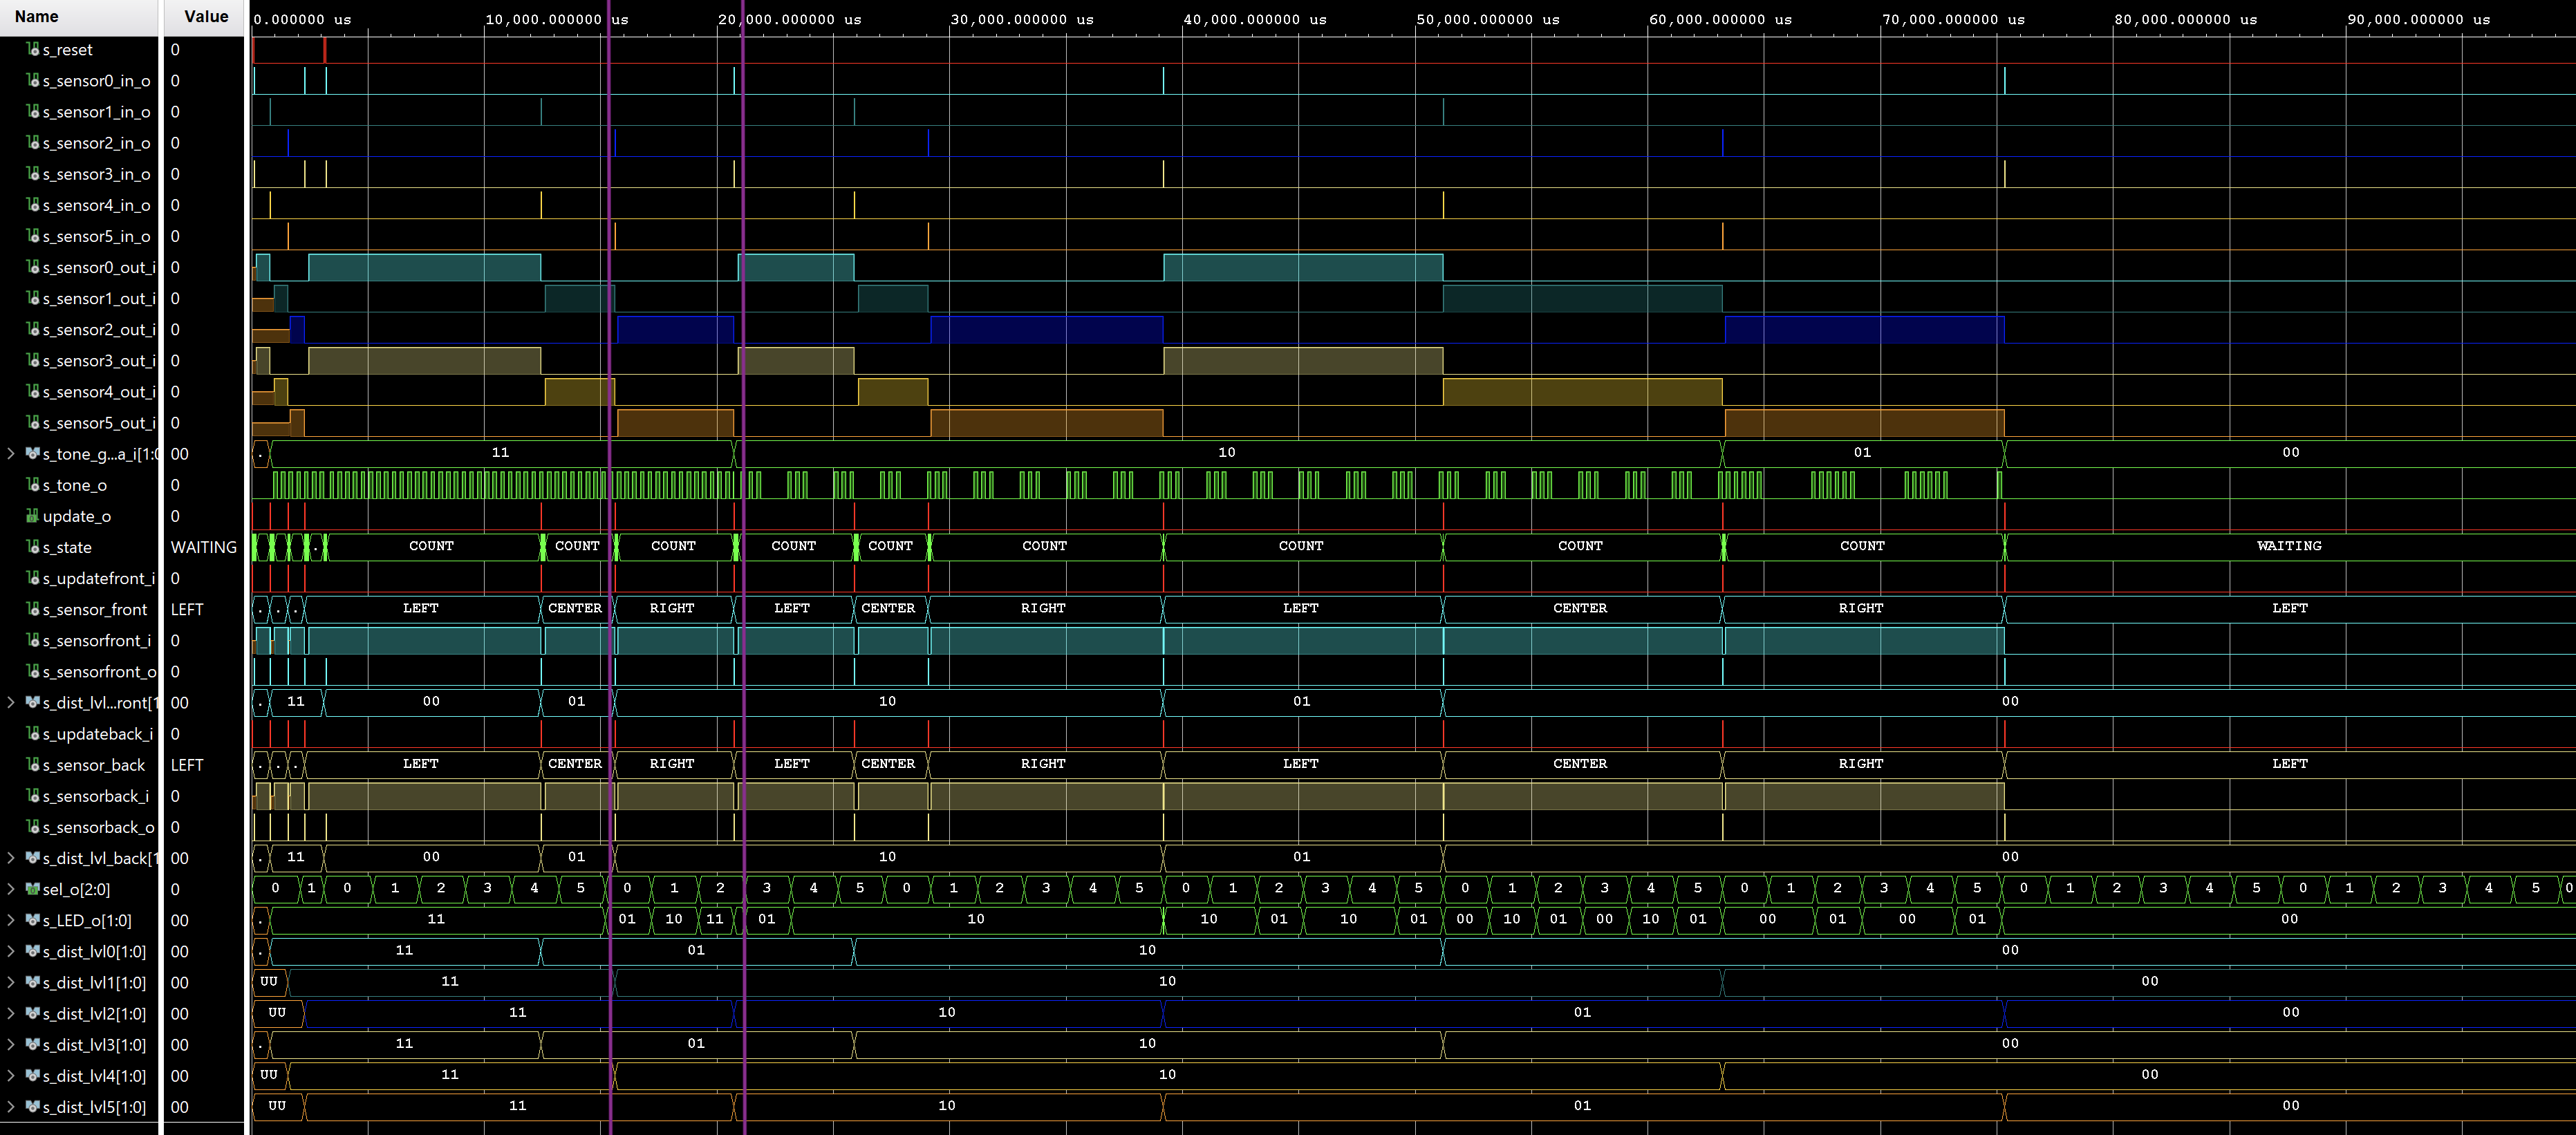 Name Value 0.000000 us 10,000.000000 us 20,000.000000 us 30,000.000000 us 40,000.000000 us 50,000.000000 us 60,000.000000 us 70,000.000000 us 80,000.000000 us 90,000.000000 us
s_reset 0
s_sensor0_in_o 0
s_sensor1_in_o 0
s_sensor2_in_o 0
s_sensor3_in_o 0
s_sensor4_in_o 0
s_sensor5_in_o 0
s_sensor0_out_i 0
s_sensor1_out_i 0
s_sensor2_out_i 0
s_sensor3_out_i 0
s_sensor4_out_i 0
s_sensor5_out_i 0
s_tone_g...a_i[1:0 00 . 11 10 01 00
s_tone_o 0
update_o 0
s_state WAITING . COUNT COUNT COUNT COUNT COUNT COUNT COUNT COUNT COUNT WAITING
s_updatefront_i 0
s_sensor_front LEFT . . . LEFT CENTER RIGHT LEFT CENTER RIGHT LEFT CENTER RIGHT LEFT
s_sensorfront_i 0
s_sensorfront_o 0
s_dist_lvl...ront[1 00 . 11 00 01 10 01 00
s_updateback_i 0
s_sensor_back LEFT . . . LEFT CENTER RIGHT LEFT CENTER RIGHT LEFT CENTER RIGHT LEFT
s_sensorback_i 0
s_sensorback_o 0
s_dist_lvl_back[1 00 . 11 00 01 10 01 00
sel_o[2:0] 0 0 1 0 1 2 3 4 5 0 1 2 3 4 5 0 1 2 3 4 5 0 1 2 3 4 5 0 1 2 3 4 5 0 1 2 3 4 5 0 1 2 3 4 5 0 1 2 3 4 5 0
s_LED_o[1:0] 00 . 11 01 10 11 01 10 10 01 10 01 00 10 01 00 10 01 00 01 00 01 00
s_dist_lvl0[1:0] 00 . 11 01 10 00
s_dist_lvl1[1:0] 00 UU 11 10 00
s_dist_lvl2[1:0] 00 UU 11 10 01 00
s_dist_lvl3[1:0] 00 . 11 01 10 00
s_dist_lvl4[1:0] 00 UU 11 10 00
s_dist_lvl5[1:0] 00 UU 11 10 01 00